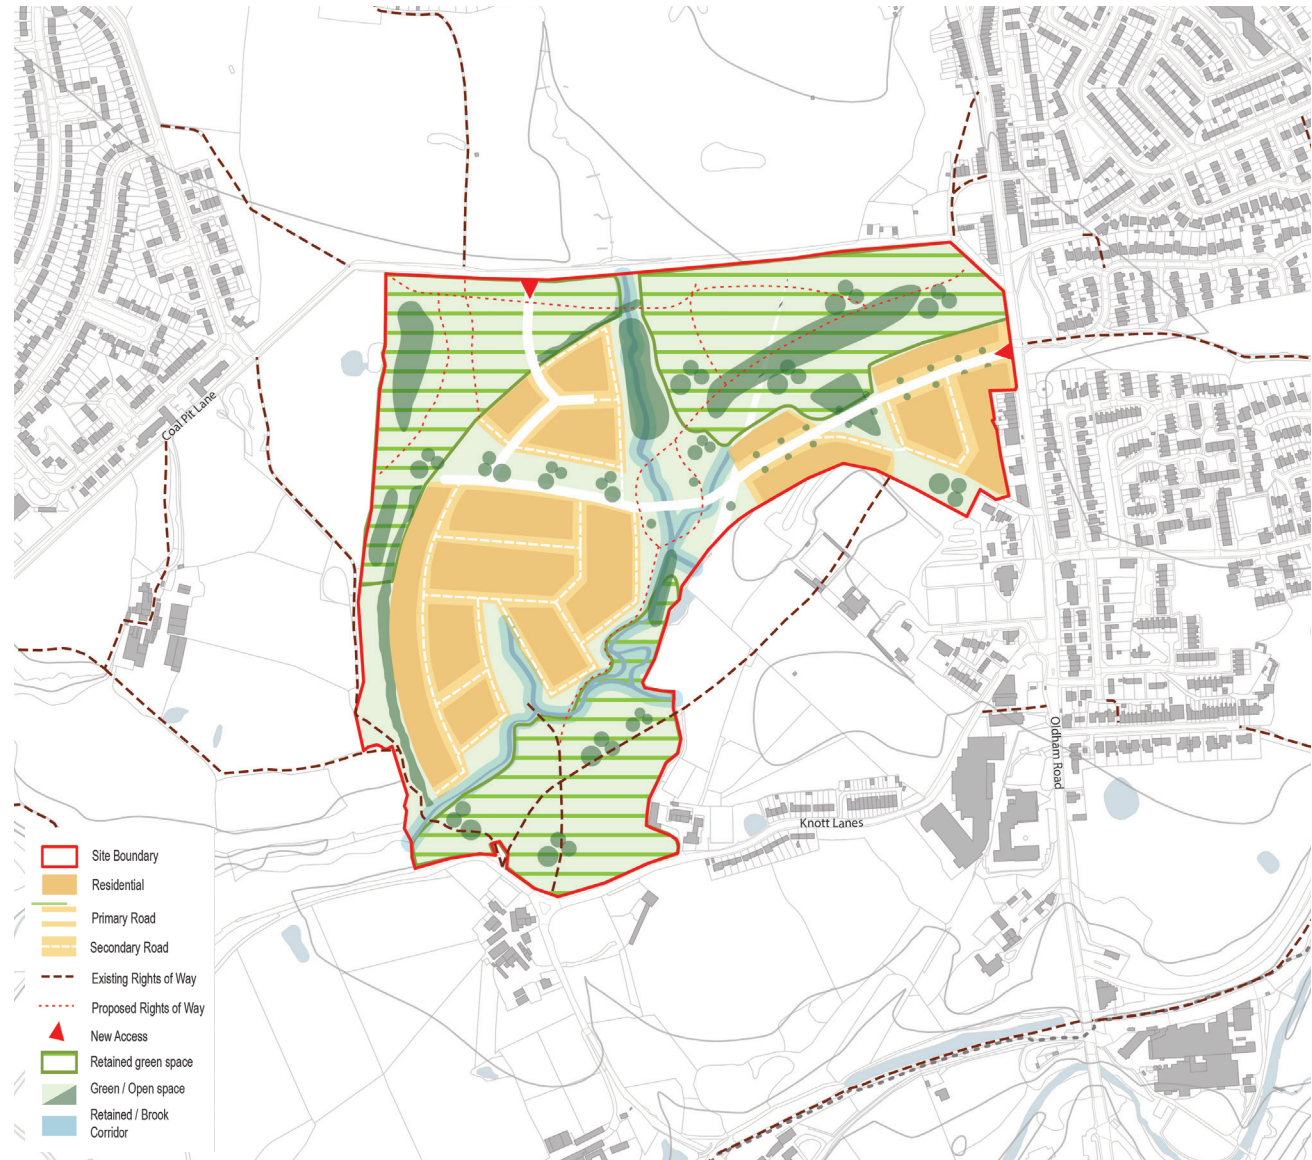 Coal Pit Lane
Oldham Road
Knott Lanes
Site Boundary
Residential
Primary Road
Secondary Road
Existing Rights of Way
Proposed Rights of Way
New Access
Retained green space
Green / Open space
Retained / Brook
Corridor